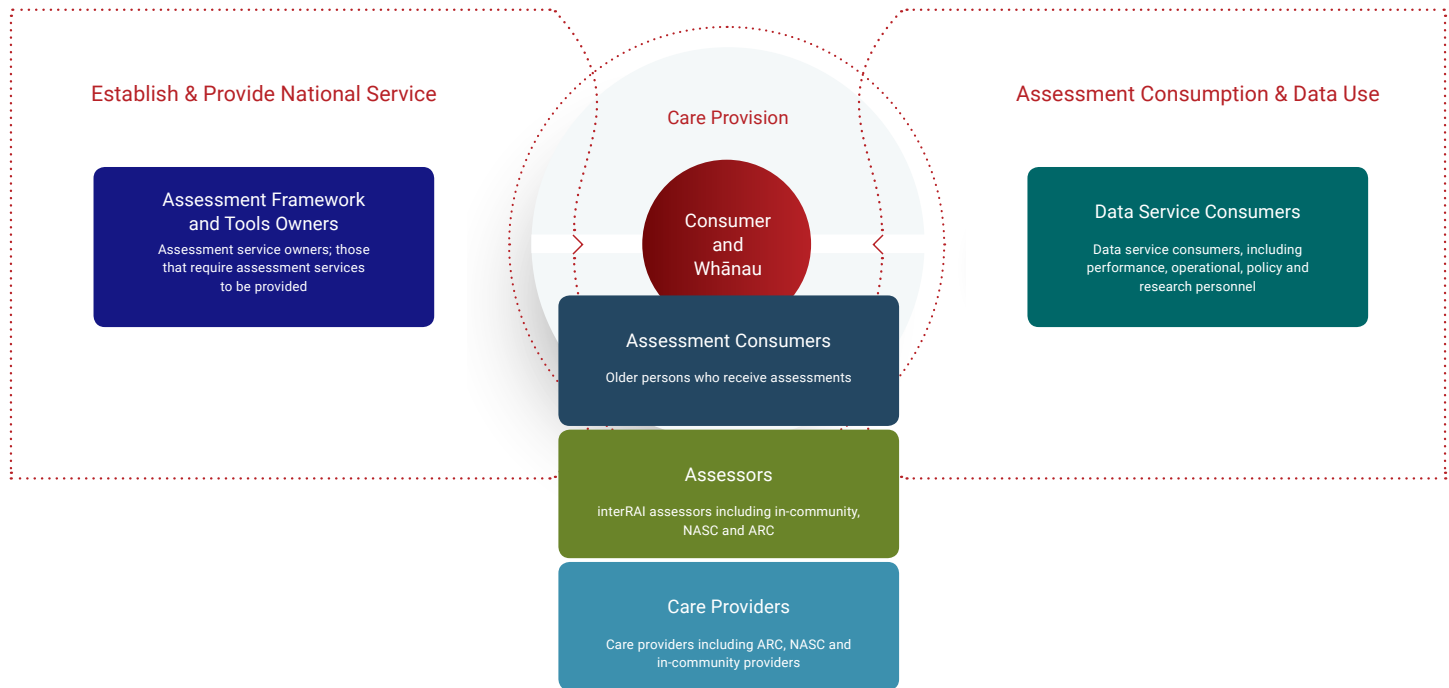 Establish & Provide National Service
Assessment Framework
and Tools Owners
Assessment service owners; those
that require assessment services
to be provided
Care Provision
Consumer
and
Whānau
Assessment Consumers
Older persons who receive assessments
Assessors
interRAI assessors including in-community,
NASC and ARC
Care Providers
Care providers including ARC, NASC and
in-community providers
Assessment Consumption & Data Use
Data Service Consumers
Data service consumers, including
performance, operational, policy and
research personnel